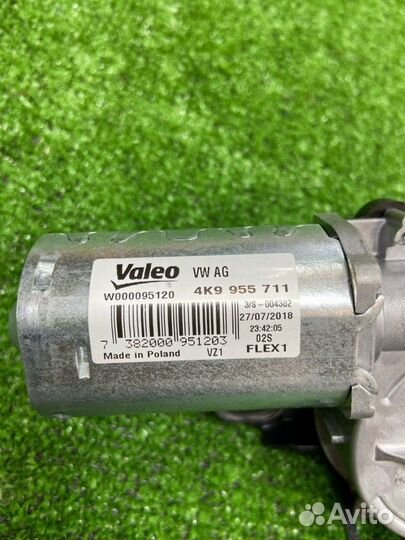 Valeo VW AG
W000095120 4K9 955 711
3/S-004382
27/07/2018
23:42:05
02S
7 382000 951203
Made in Poland VZ1 FLEX1
Avito